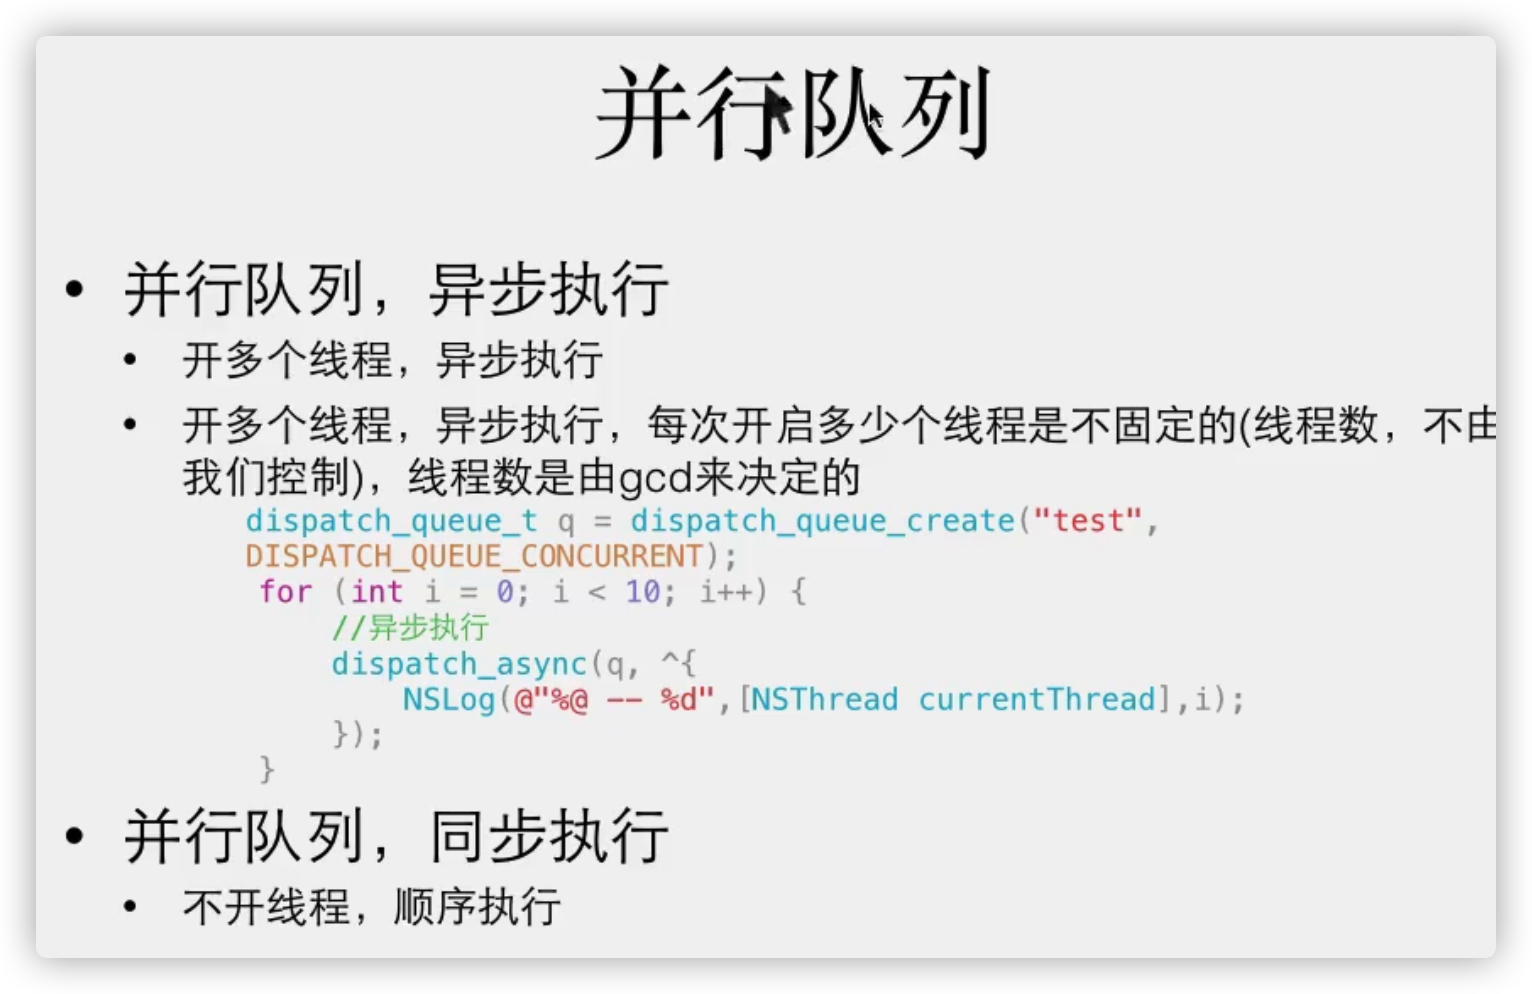 并行队列
• 并行队列，异步执行
• 开多个线程，异步执行
• 开多个线程，异步执行，每次开启多少个线程是不固定的(线程数，不由
我们控制)，线程数是由gcd来决定的
dispatch_queue_t q = dispatch_queue_create("test",
DISPATCH_QUEUE_CONCURRENT);
for (int i = 0; i < 10; i++) {
//异步执行
dispatch_async(q, ^{
NSLog(@"%@ -- %d",[NSThread currentThread],i);
});
}
• 并行队列，同步执行
• 不开线程，顺序执行